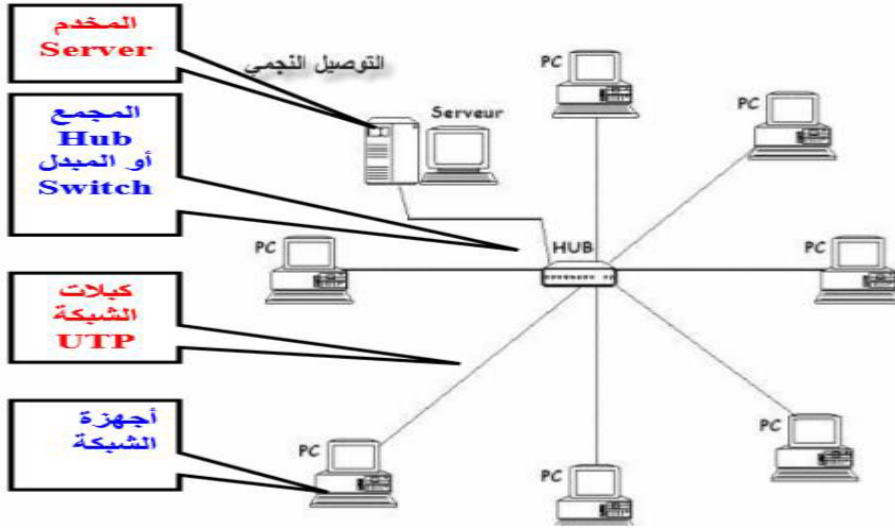 المخدم
Server
التوصيل النجمي
المجمع
Hub
أو المبدل
Switch
كبلات
الشبكة
UTP
أجهزة
الشبكة
Serveur
HUB
PC
PC
PC
PC
PC
PC
PC